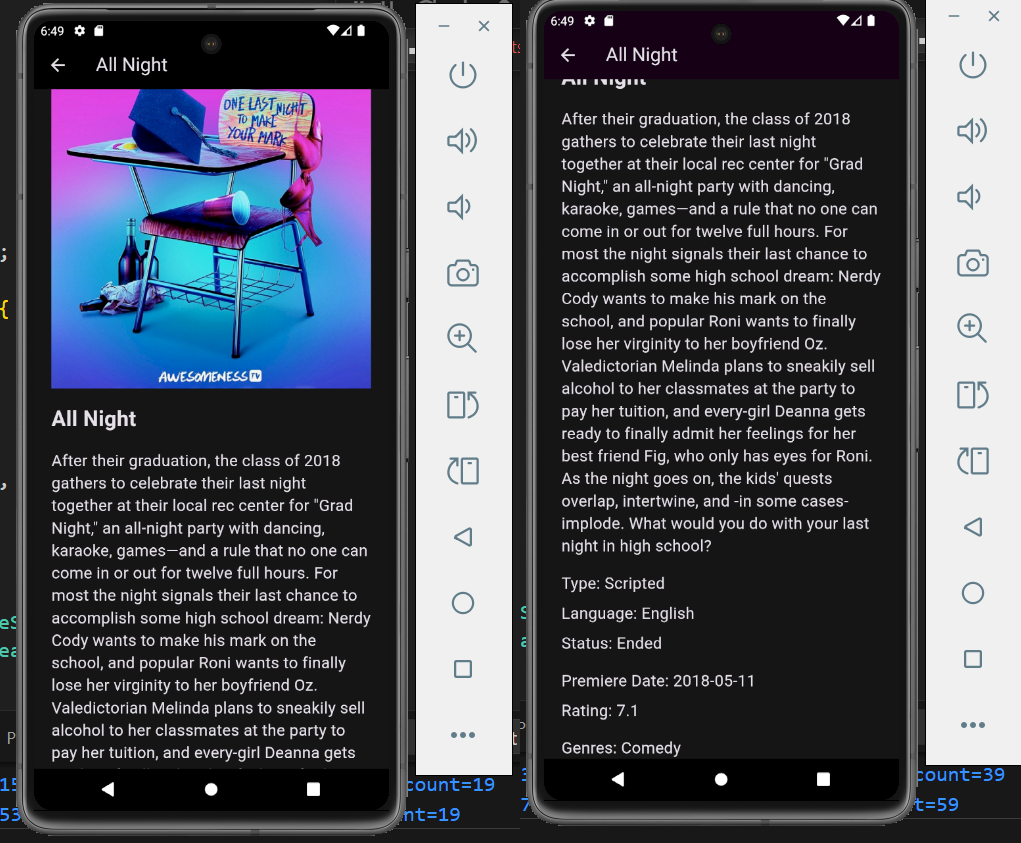 6:49
All Night
ONE LAST NIGHT
TO MAKE
YOUR MARK
AWESOMENESS TV
All Night
After their graduation, the class of 2018
gathers to celebrate their last night
together at their local rec center for "Grad
Night," an all-night party with dancing,
karaoke, games—and a rule that no one can
come in or out for twelve full hours. For
most the night signals their last chance to
accomplish some high school dream: Nerdy
Cody wants to make his mark on the
school, and popular Roni wants to finally
lose her virginity to her boyfriend Oz.
Valedictorian Melinda plans to sneakily sell
alcohol to her classmates at the party to
pay her tuition, and every-girl Deanna gets
;
{
,
P
15
53
count=19
nt=19
6:49
All Night
All Night
After their graduation, the class of 2018
gathers to celebrate their last night
together at their local rec center for "Grad
Night," an all-night party with dancing,
karaoke, games—and a rule that no one can
come in or out for twelve full hours. For
most the night signals their last chance to
accomplish some high school dream: Nerdy
Cody wants to make his mark on the
school, and popular Roni wants to finally
lose her virginity to her boyfriend Oz.
Valedictorian Melinda plans to sneakily sell
alcohol to her classmates at the party to
pay her tuition, and every-girl Deanna gets
ready to finally admit her feelings for her
best friend Fig, who only has eyes for Roni.
As the night goes on, the kids' quests
overlap, intertwine, and -in some cases-
implode. What would you do with your last
night in high school?
Type: Scripted
Language: English
Status: Ended
Premiere Date: 2018-05-11
Rating: 7.1
Genres: Comedy
count=39
t=59